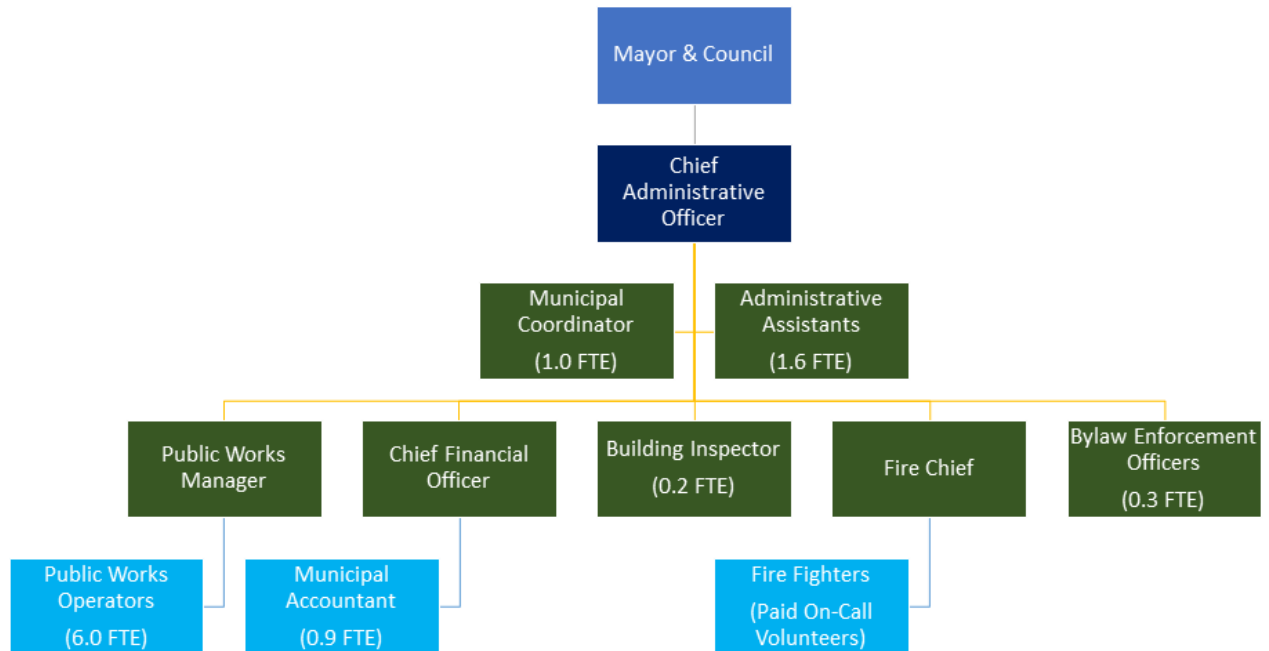 Mayor & Council
Chief
Administrative
Officer
Municipal
Coordinator
(1.0 FTE)
Administrative
Assistants
(1.6 FTE)
Public Works
Manager
Chief Financial
Officer
Building Inspector
(0.2 FTE)
Fire Chief
Bylaw Enforcement
Officers
(0.3 FTE)
Public Works
Operators
(6.0 FTE)
Municipal
Accountant
(0.9 FTE)
Fire Fighters
(Paid On-Call
Volunteers)